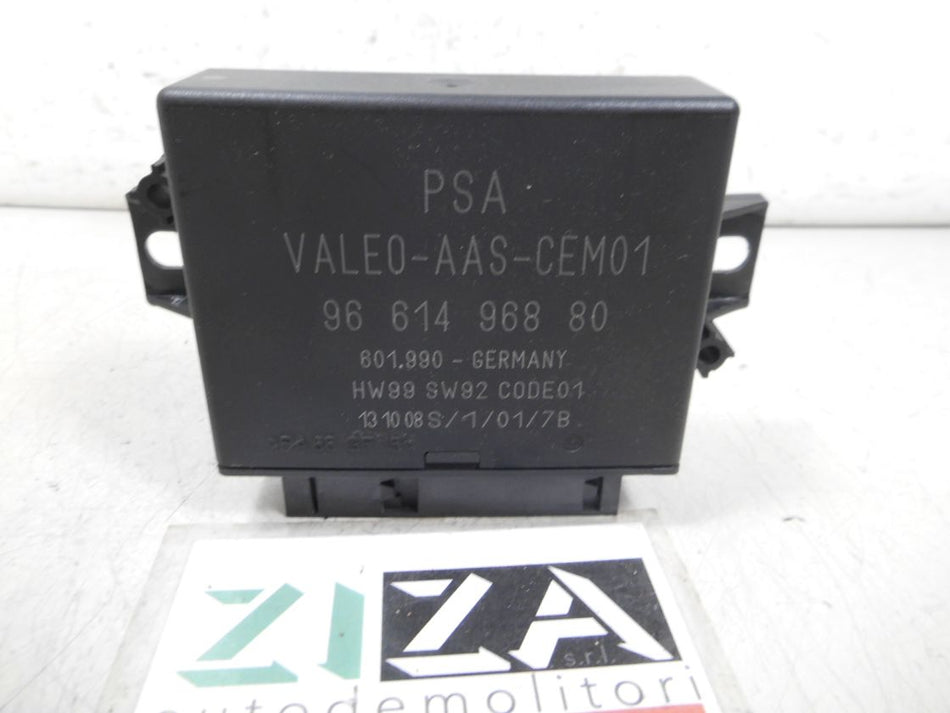 PSA
VALEO-AAS-CEM01
96 614 968 80
601.990 - GERMANY
HW99 SW92 CODE01
13 10 08 S/1/01/7B
ZIZA
s.r.l.
autodemolitori